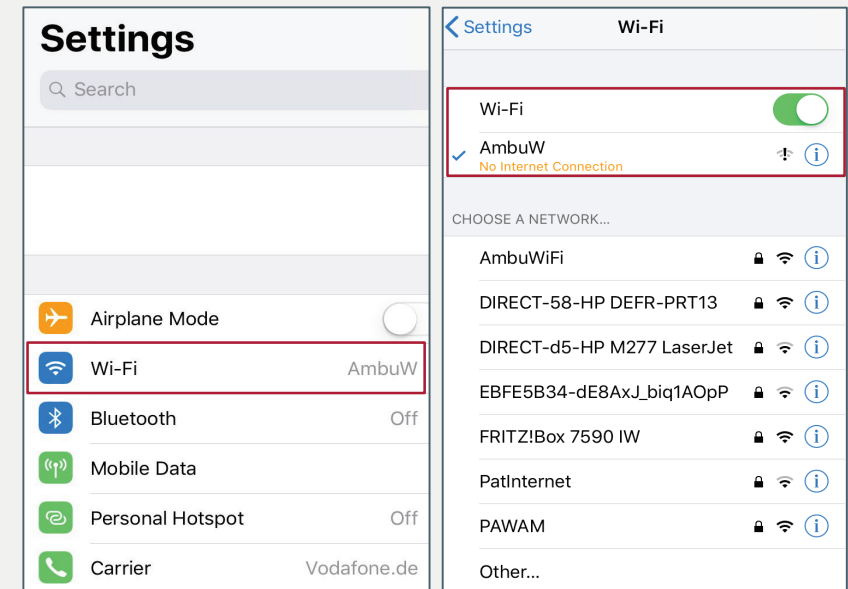 Settings
Search
Airplane Mode
Wi-Fi AmbuW
Bluetooth Off
Mobile Data
Personal Hotspot Off
Carrier Vodafone.de
Settings Wi-Fi
Wi-Fi
AmbuW
No Internet Connection
CHOOSE A NETWORK...
AmbuWiFi
DIRECT-58-HP DEFR-PRT13
DIRECT-d5-HP M277 LaserJet
EBFE5B34-dE8AxJ_biq1AOpP
FRITZ!Box 7590 IW
PatInternet
PAWAM
Other...